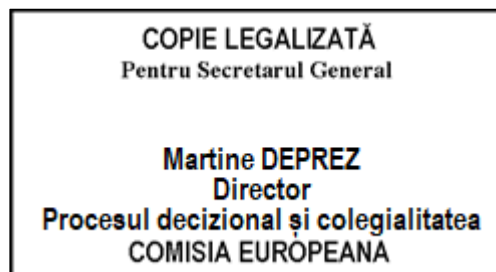 COPIE LEGALIZATĂ
Pentru Secretarul General
Martine DEPREZ
Director
Procesul decizional și colegialitatea
COMISIA EUROPEANA